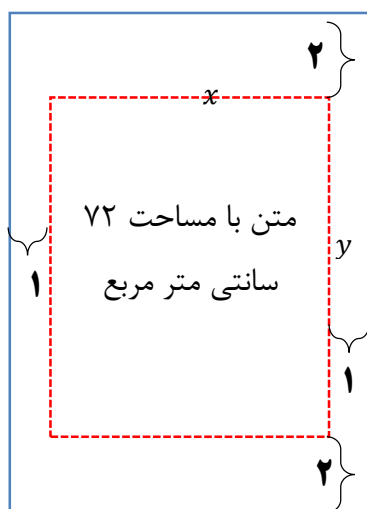 ۲
x
متن با مساحت ۷۲
سانتی متر مربع
y
۱
۱
۲